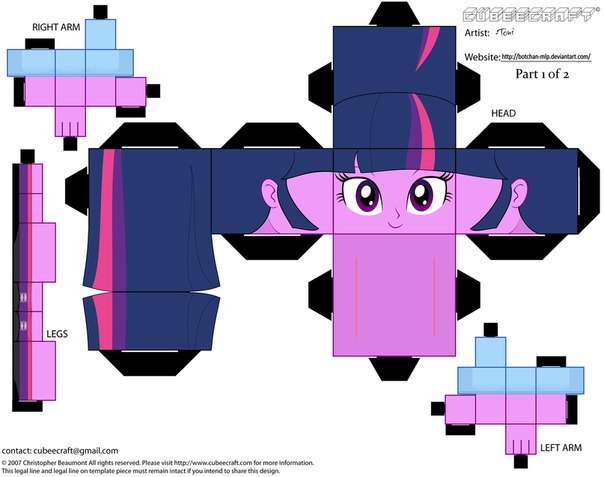 CUBEECRAFT
Artist: ★Toni
Website: http://botchan-mlp.deviantart.com/
Part 1 of 2
RIGHT ARM
HEAD
LEGS
LEFT ARM
contact: cubeecraft@gmail.com
© 2007 Christopher Beaumont All rights reserved. Please visit http://www.cubeecraft.com for more information.
This legal line and legal line on template piece must remain intact if you intend to share this design.